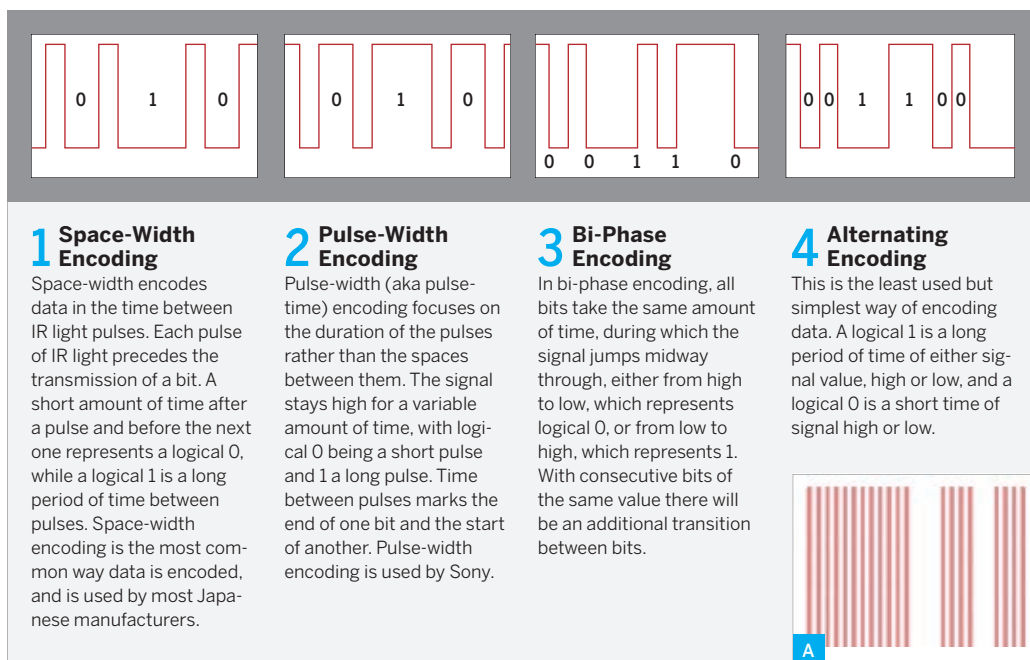 0 1 0
0 1 0
0 0 1 1 0
0 0 1 1 0 0
1 Space-Width
Encoding
Space-width encodes
data in the time between
IR light pulses. Each pulse
of IR light precedes the
transmission of a bit. A
short amount of time after
a pulse and before the next
one represents a logical 0,
while a logical 1 is a long
period of time between
pulses. Space-width
encoding is the most com-
mon way data is encoded,
and is used by most Japa-
nese manufacturers.
2 Pulse-Width
Encoding
Pulse-width (aka pulse-
time) encoding focuses on
the duration of the pulses
rather than the spaces
between them. The signal
stays high for a variable
amount of time, with logi-
cal 0 being a short pulse
and 1 a long pulse. Time
between pulses marks the
end of one bit and the start
of another. Pulse-width
encoding is used by Sony.
3 Bi-Phase
Encoding
In bi-phase encoding, all
bits take the same amount
of time, during which the
signal jumps midway
through, either from high
to low, which represents
logical 0, or from low to
high, which represents 1.
With consecutive bits of
the same value there will
be an additional transition
between bits.
4 Alternating
Encoding
This is the least used but
simplest way of encoding
data. A logical 1 is a long
period of time of either sig-
nal value, high or low, and a
logical 0 is a short time of
signal high or low.
A